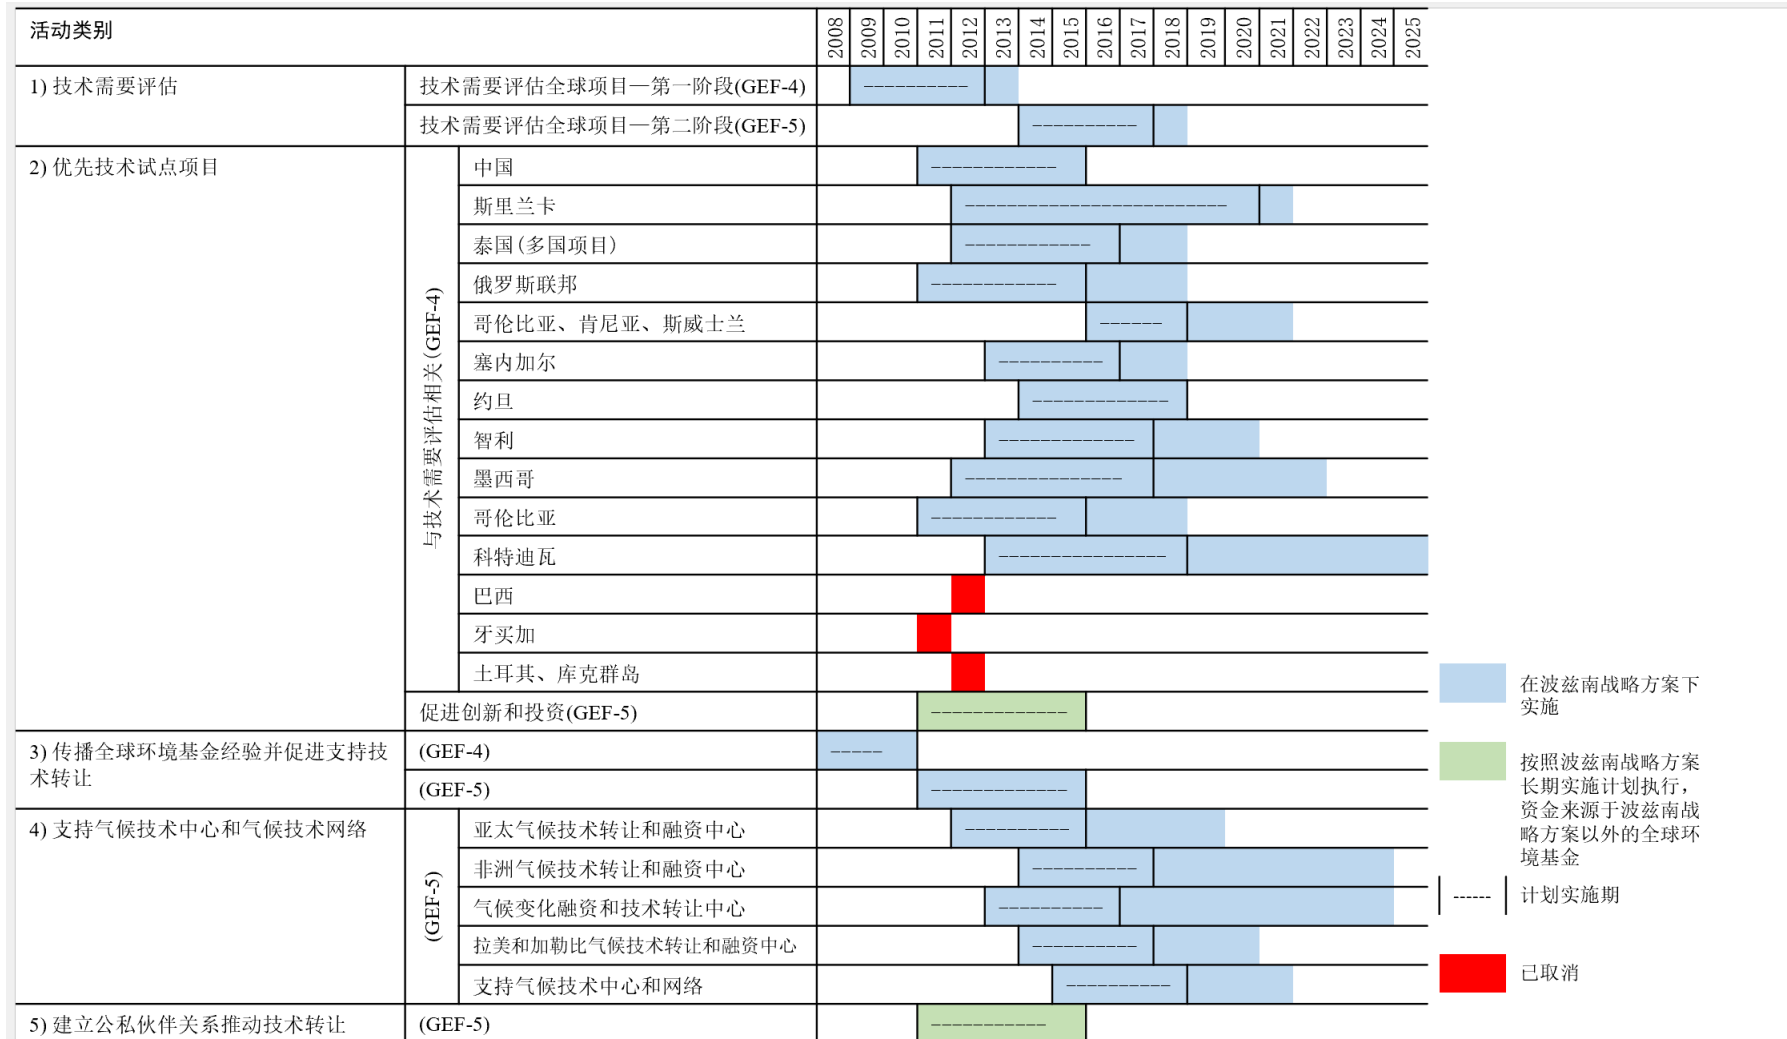 活动类别
2008 2009 2010 2011 2012 2013 2014 2015 2016 2017 2018 2019 2020 2021 2022 2023 2024 2025
1) 技术需要评估
技术需要评估全球项目—第一阶段(GEF-4)
技术需要评估全球项目—第二阶段(GEF-5)
2) 优先技术试点项目
与技术需要评估相关(GEF-4)
中国
斯里兰卡
泰国(多国项目)
俄罗斯联邦
哥伦比亚、肯尼亚、斯威士兰
塞内加尔
约旦
智利
墨西哥
哥伦比亚
科特迪瓦
巴西
牙买加
土耳其、库克群岛
促进创新和投资(GEF-5)
3) 传播全球环境基金经验并促进支持技
术转让
(GEF-4)
(GEF-5)
4) 支持气候技术中心和气候技术网络
(GEF-5)
亚太气候技术转让和融资中心
非洲气候技术转让和融资中心
气候变化融资和技术转让中心
拉美和加勒比气候技术转让和融资中心
支持气候技术中心和网络
5) 建立公私伙伴关系推动技术转让
(GEF-5)
在波兹南战略方案下
实施
按照波兹南战略方案
长期实施计划执行，
资金来源于波兹南战
略方案以外的全球环
境基金
计划实施期
已取消